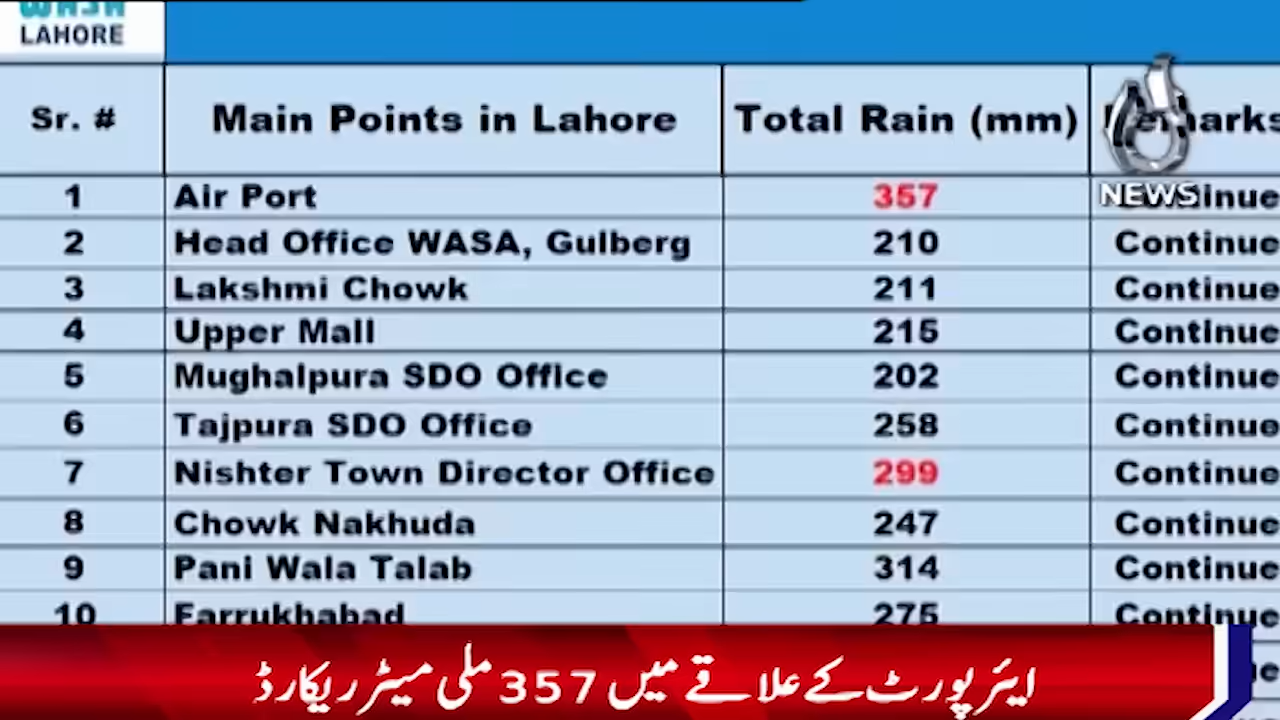 WASA
LAHORE
Sr. # Main Points in Lahore Total Rain (mm) Remarks
NEWS
1 Air Port 357 Continue
2 Head Office WASA, Gulberg 210 Continue
3 Lakshmi Chowk 211 Continue
4 Upper Mall 215 Continue
5 Mughalpura SDO Office 202 Continue
6 Tajpura SDO Office 258 Continue
7 Nishter Town Director Office 299 Continue
8 Chowk Nakhuda 247 Continue
9 Pani Wala Talab 314 Continue
10 Farrukhabad 275 Continue
ایئرپورٹ کے علاقے میں 357 ملی میٹر ریکارڈ